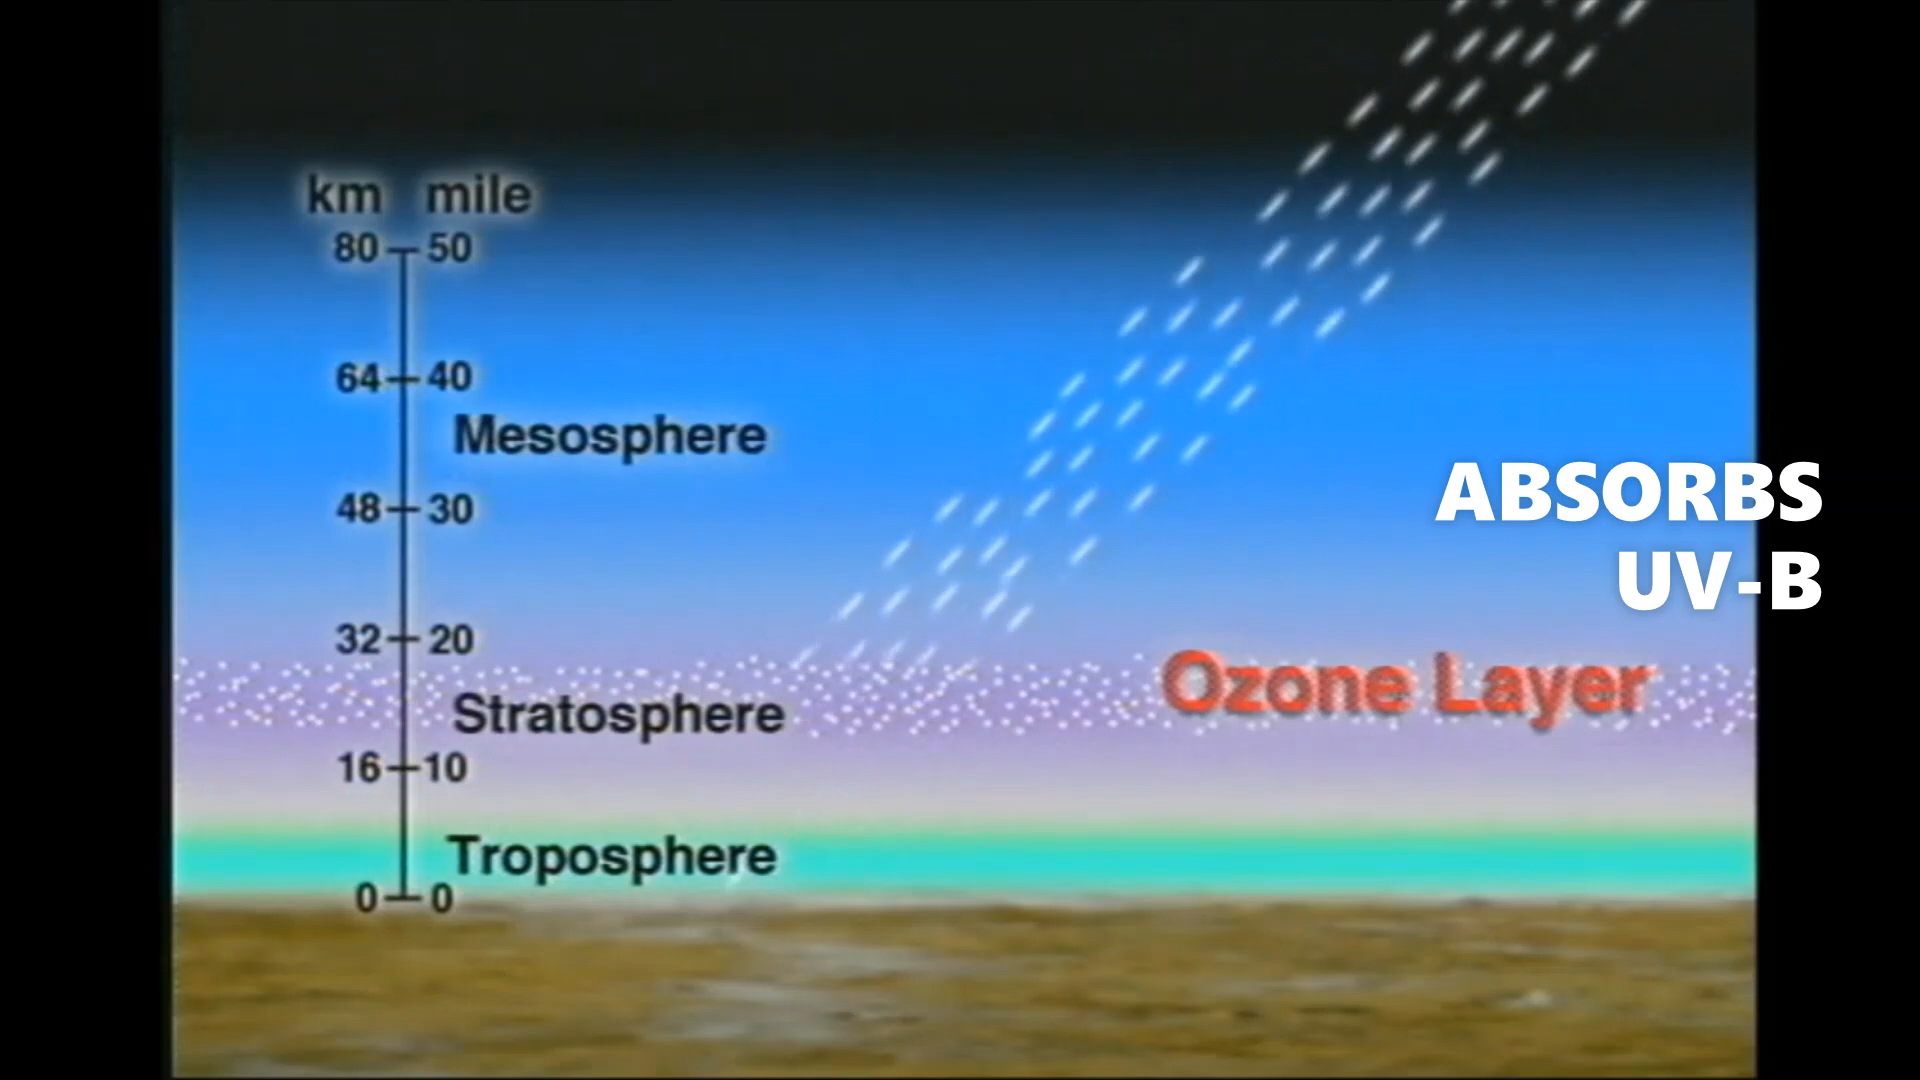 km mile
80 50
64 40
Mesosphere
48 30
ABSORBS
UV-B
32 20
Ozone Layer
Stratosphere
16 10
Troposphere
0 0